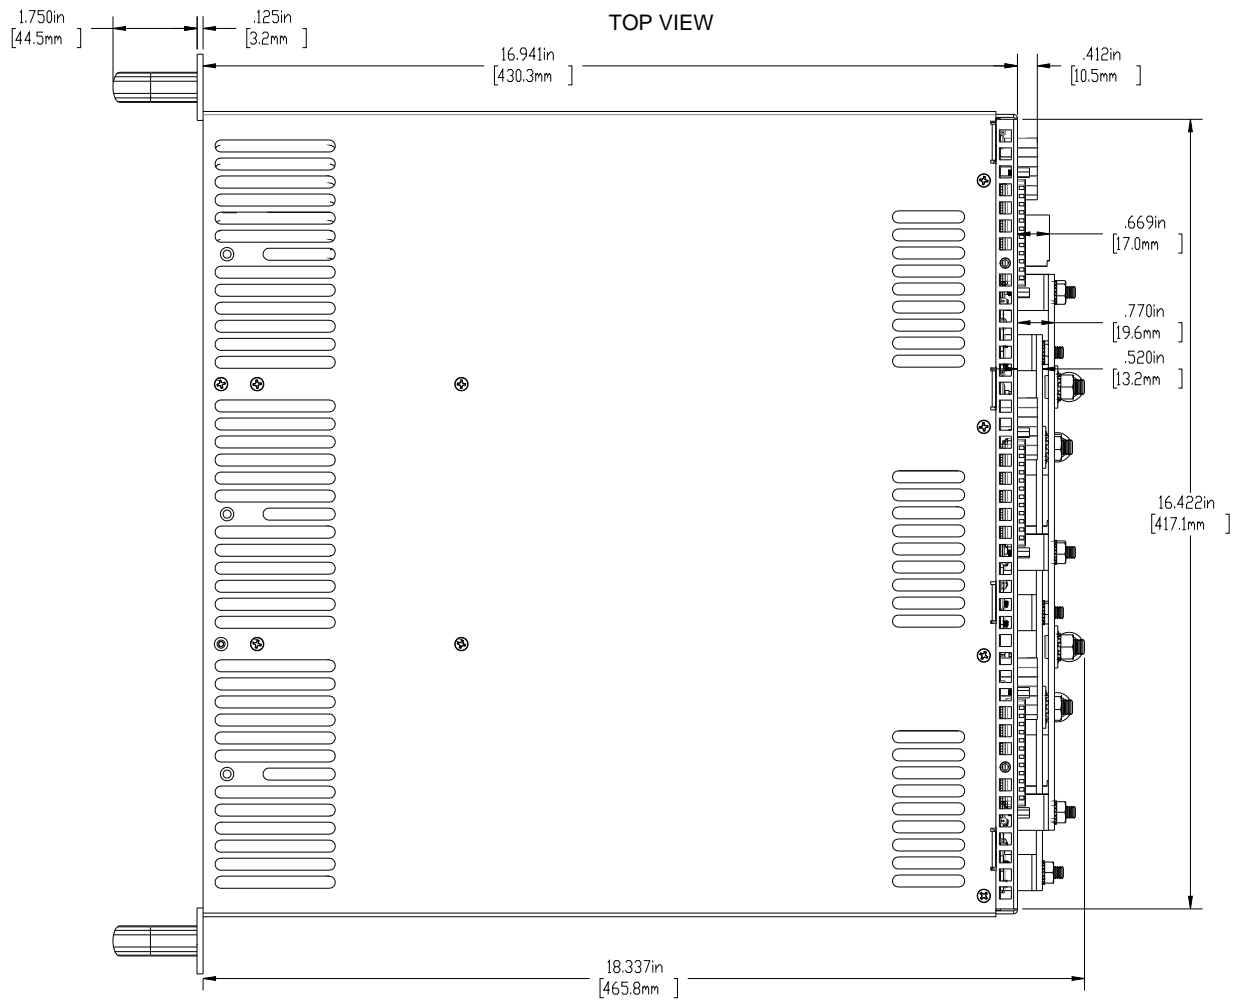 TOP VIEW
1.750in
[44.5mm ]
.125in
[3.2mm ]
16.941in
[430.3mm ]
.412in
[10.5mm ]
.669in
[17.0mm ]
.770in
[19.6mm ]
.520in
[13.2mm ]
16.422in
[417.1mm ]
18.337in
[465.8mm ]